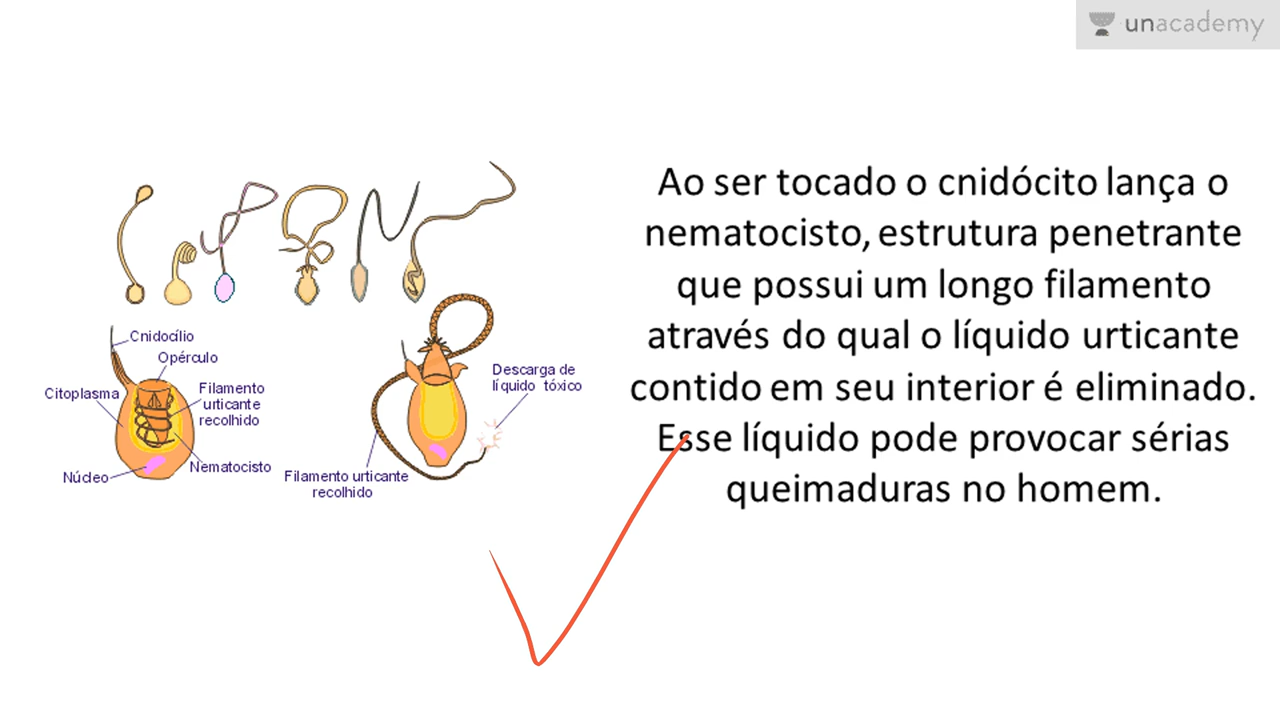 unacademy
Ao ser tocado o cnidócito lança o
nematocisto, estrutura penetrante
que possui um longo filamento
através do qual o líquido urticante
contido em seu interior é eliminado.
Esse líquido pode provocar sérias
queimaduras no homem.
Cnidocílio
Opérculo
Citoplasma
Filamento
urticante
recolhido
Nematocisto
Núcleo
Descarga de
líquido tóxico
Filamento urticante
recolhido